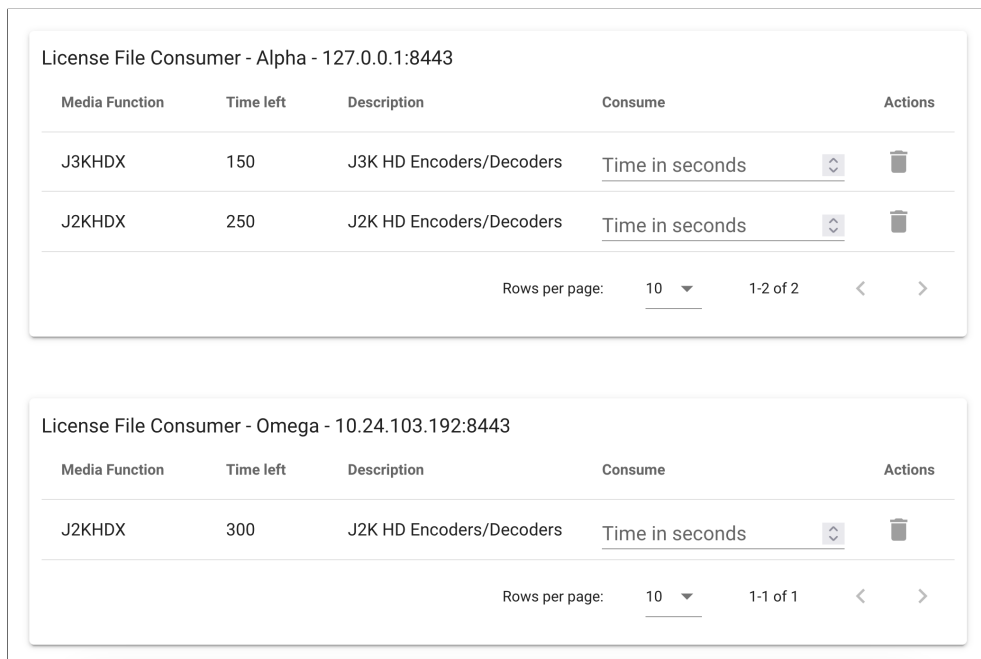 License File Consumer - Alpha - 127.0.0.1:8443
Media Function Time left Description Consume Actions
J3KHDX 150 J3K HD Encoders/Decoders Time in seconds
J2KHDX 250 J2K HD Encoders/Decoders Time in seconds
Rows per page: 10 1-2 of 2
License File Consumer - Omega - 10.24.103.192:8443
Media Function Time left Description Consume Actions
J2KHDX 300 J2K HD Encoders/Decoders Time in seconds
Rows per page: 10 1-1 of 1